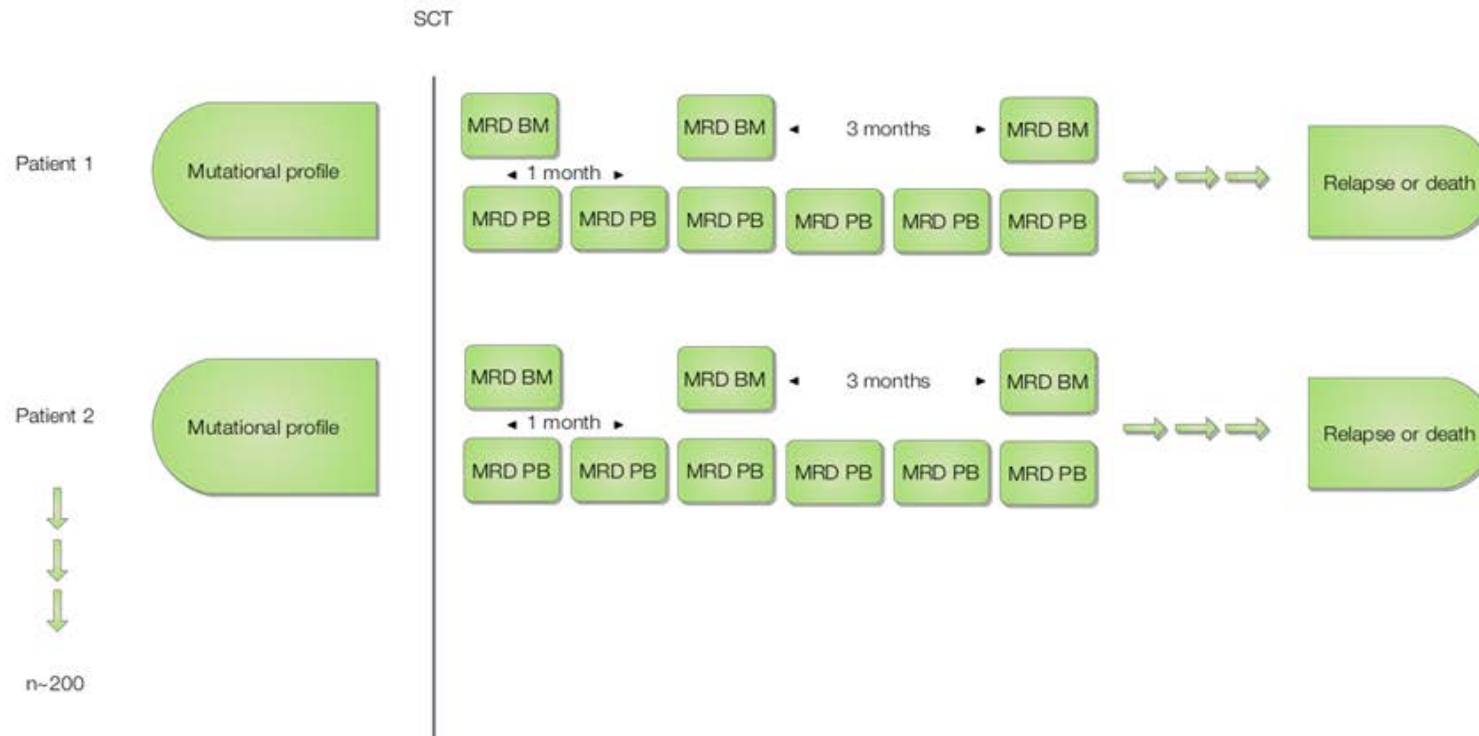 SCT
Patient 1
Mutational profile
MRD BM
MRD BM
3 months
MRD BM
1 month
MRD PB
MRD PB
MRD PB
MRD PB
MRD PB
MRD PB
Relapse or death
Patient 2
Mutational profile
MRD BM
MRD BM
3 months
MRD BM
1 month
MRD PB
MRD PB
MRD PB
MRD PB
MRD PB
MRD PB
Relapse or death
n~200